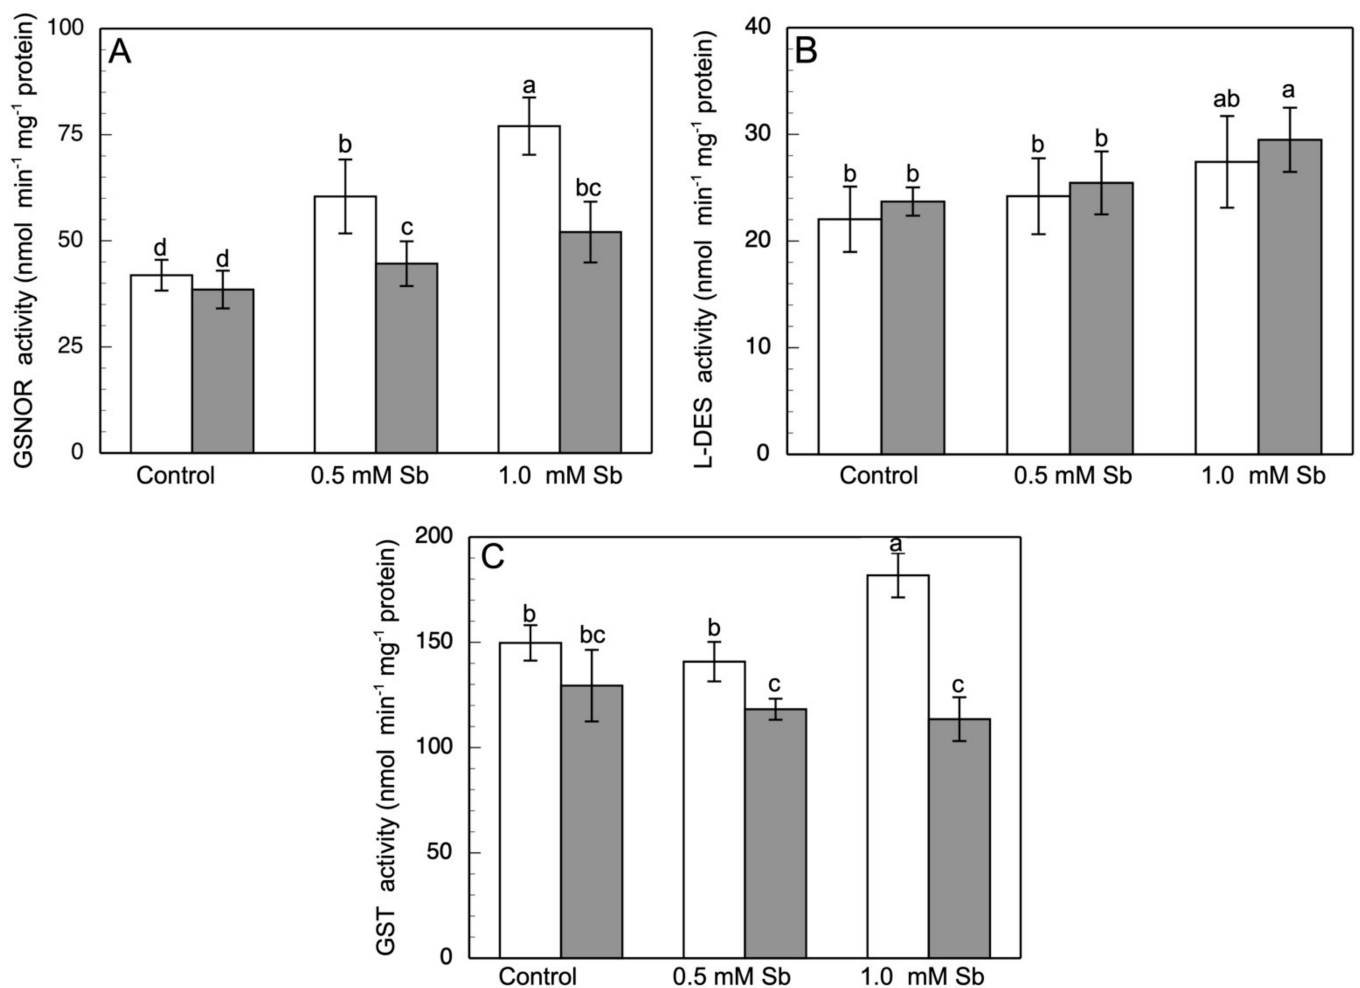 A
GSNOR activity (nmol min⁻¹ mg⁻¹ protein)
100
75
50
25
0
d
d
b
c
a
bc
Control
0.5 mM Sb
1.0 mM Sb
B
L-DES activity (nmol min⁻¹ mg⁻¹ protein)
40
30
20
10
0
b
b
b
b
ab
a
Control
0.5 mM Sb
1.0 mM Sb
C
GST activity (nmol min⁻¹ mg⁻¹ protein)
200
150
100
50
0
b
bc
b
c
a
c
Control
0.5 mM Sb
1.0 mM Sb